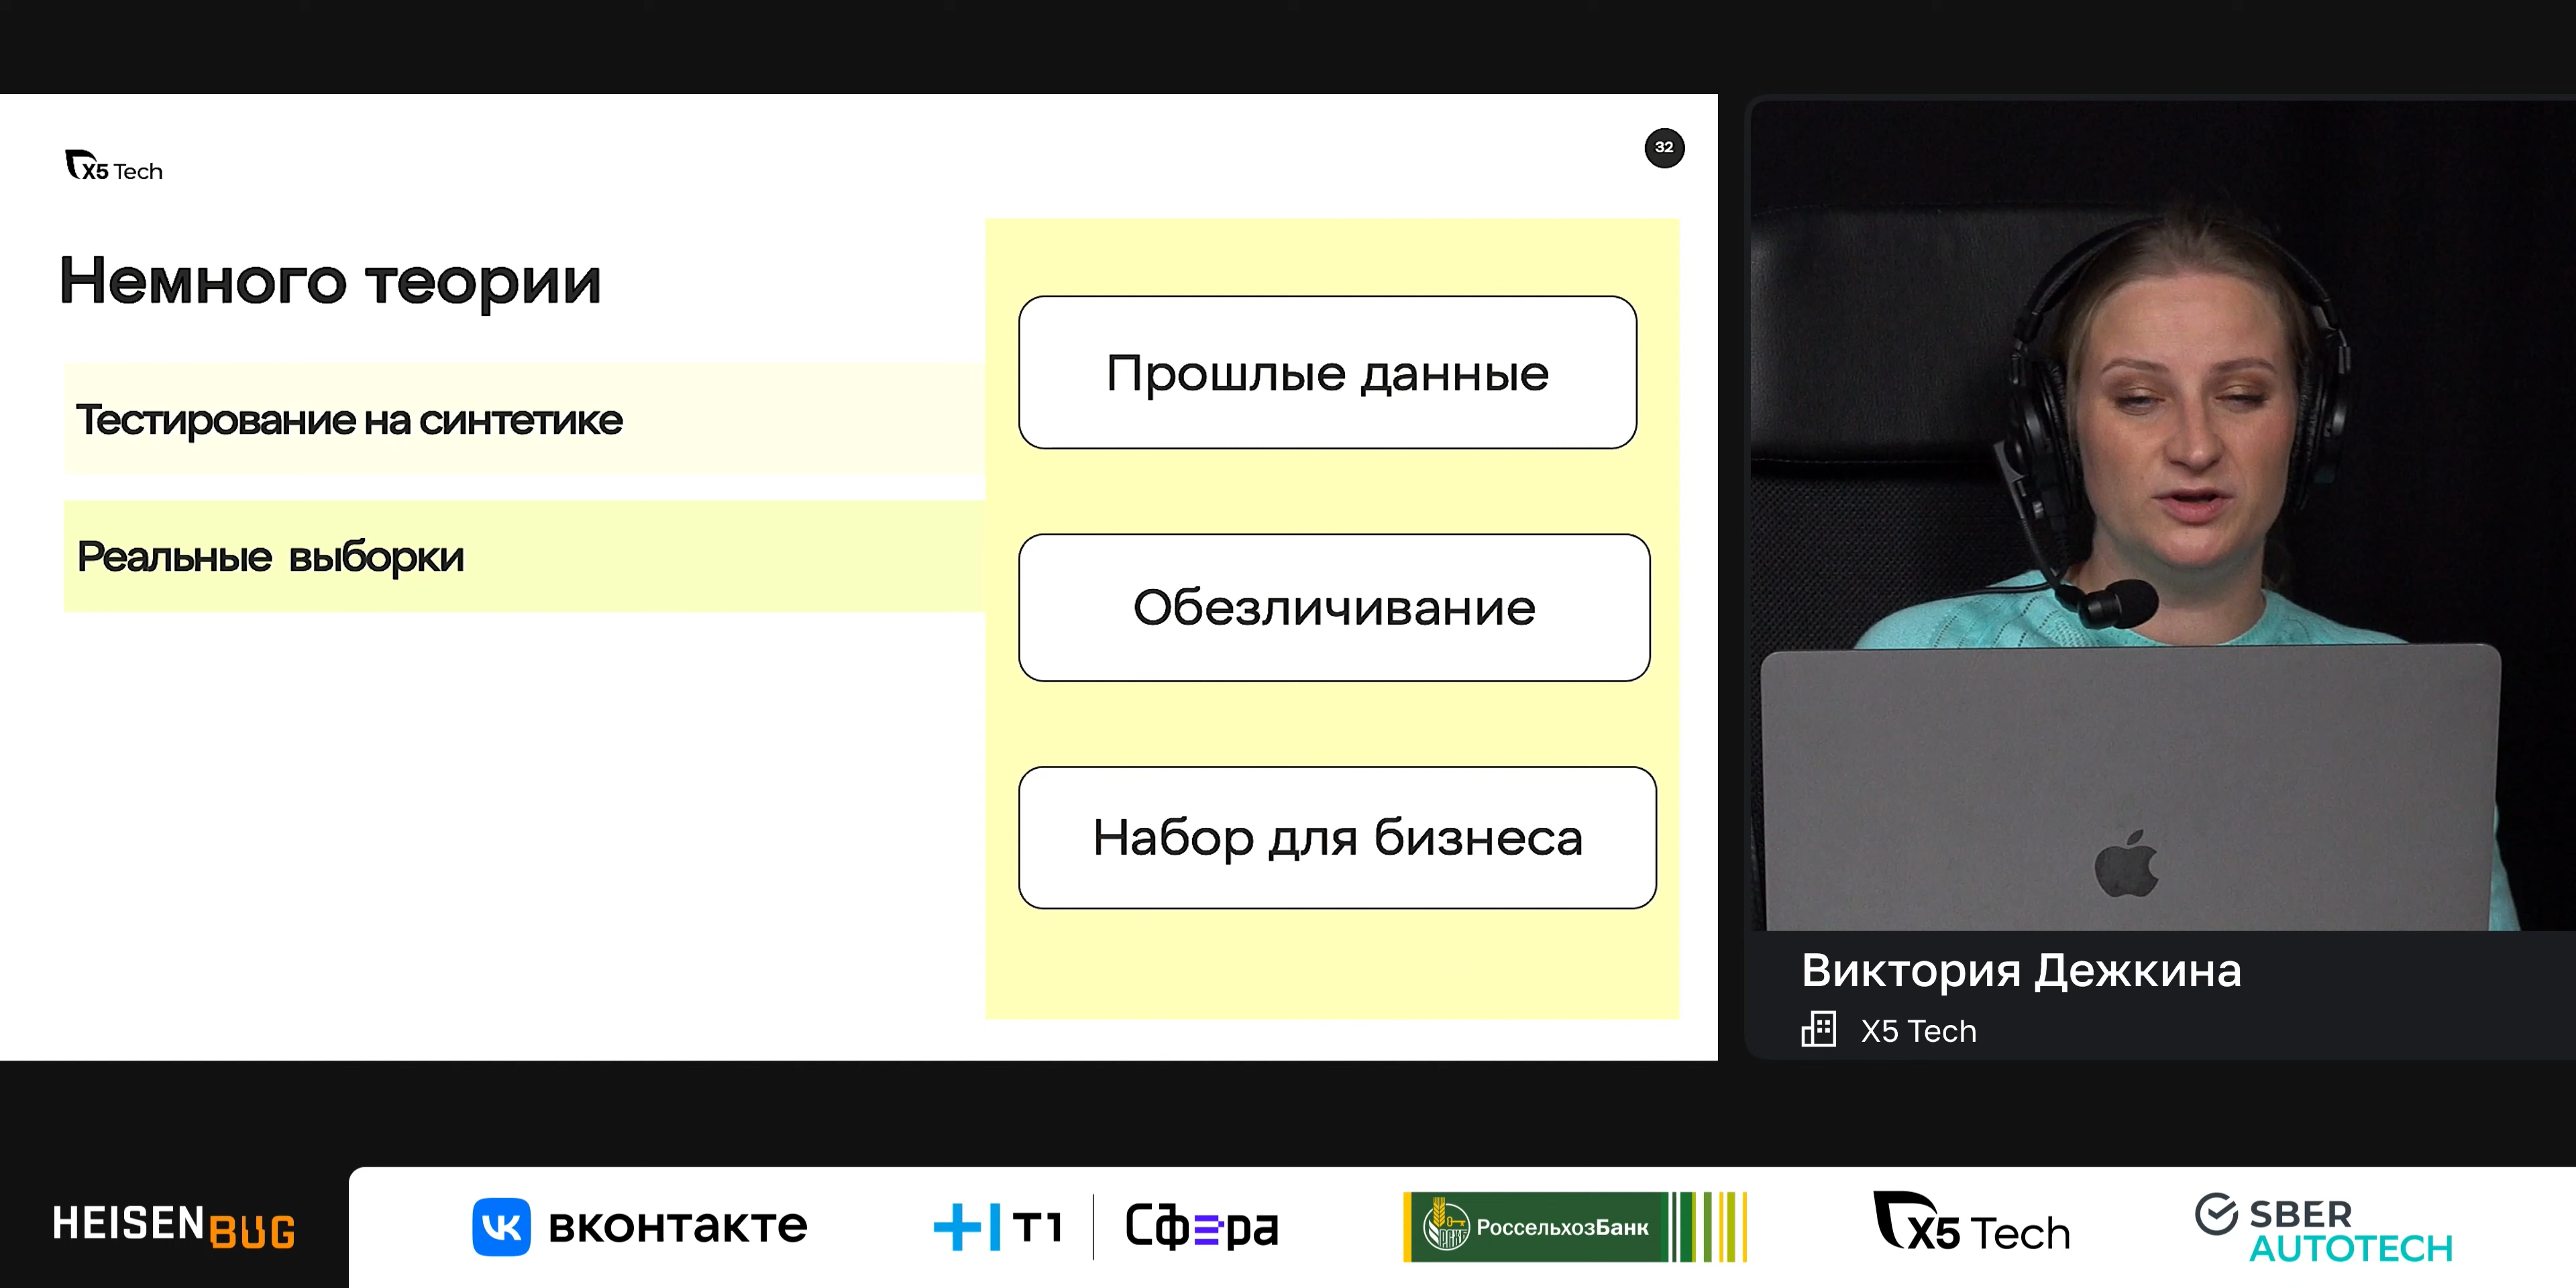 X5 Tech
32
Немного теории
Тестирование на синтетике
Реальные выборки
Прошлые данные
Обезличивание
Набор для бизнеса
Виктория Дежкина
X5 Tech
HEISENBUG
вконтакте
Т1
Сфера
РоссельхозБанк
X5 Tech
SBER
AUTOTECH